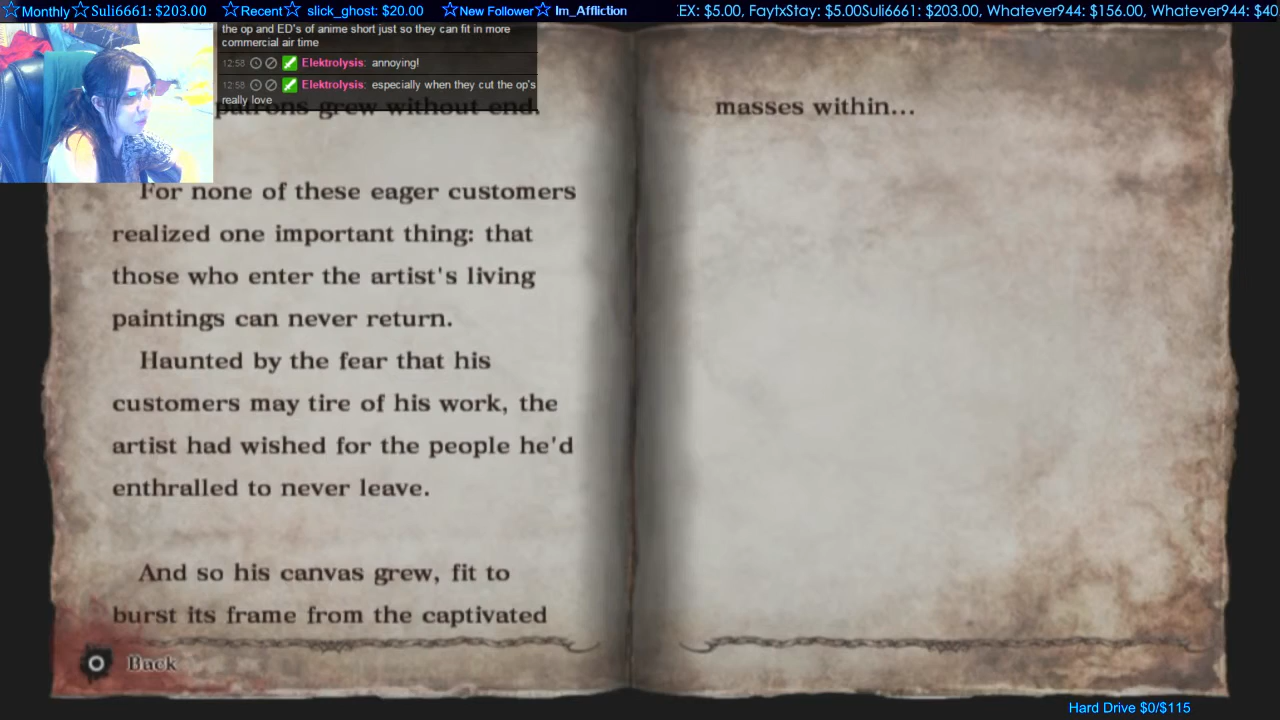 Monthly Suli6661: $203.00 Recent slick_ghost: $20.00 New Follower Im_Affliction EX: $5.00, FaytxStay: $5.00Suli6661: $203.00, Whatever944: $156.00, Whatever944: $40
the op and ED's of anime short just so they can fit in more
commercial air time
12:58 Elektrolysis: annoying!
12:58 Elektrolysis: especially when they cut the op's
really love
patrons grew without end.
For none of these eager customers
realized one important thing: that
those who enter the artist's living
paintings can never return.
Haunted by the fear that his
customers may tire of his work, the
artist had wished for the people he'd
enthralled to never leave.
And so his canvas grew, fit to
burst its frame from the captivated
masses within...
Back
Hard Drive $0/$115